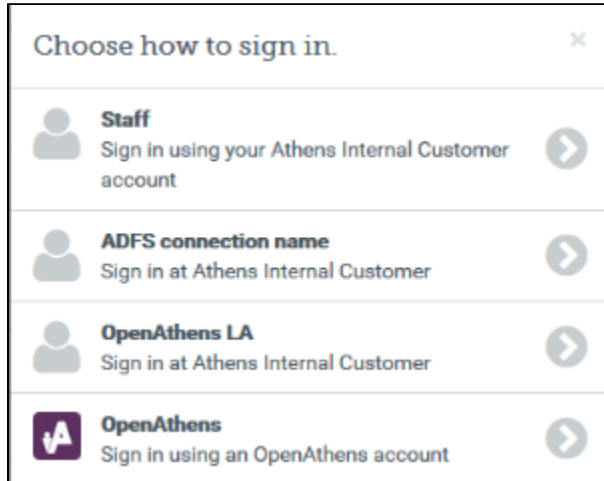 Choose how to sign in.
Staff
Sign in using your Athens Internal Customer
account
ADFS connection name
Sign in at Athens Internal Customer
OpenAthens LA
Sign in at Athens Internal Customer
OpenAthens
Sign in using an OpenAthens account